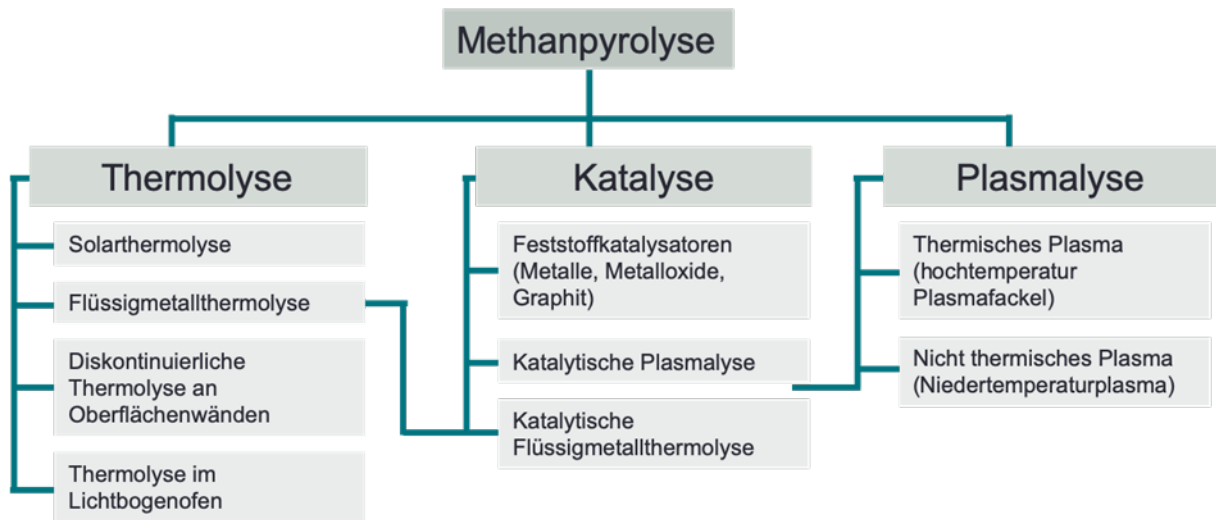 Methanpyrolyse
Thermolyse
Solarthermolyse
Flüssigmetallthermolyse
Diskontinuierliche
Thermolyse an
Oberflächenwänden
Thermolyse im
Lichtbogenofen
Katalyse
Feststoffkatalysatoren
(Metalle, Metalloxide,
Graphit)
Katalytische Plasmalyse
Katalytische
Flüssigmetallthermolyse
Plasmalyse
Thermisches Plasma
(hochtemperatur
Plasmafackel)
Nicht thermisches Plasma
(Niedertemperaturplasma)